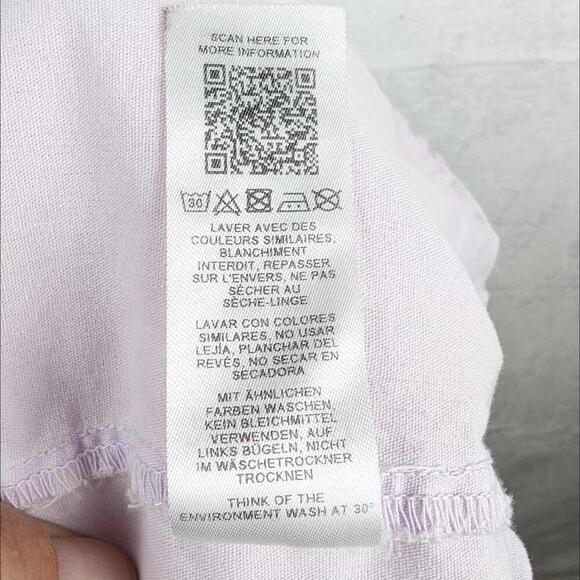 SCAN HERE FOR
MORE INFORMATION
30
LAVER AVEC DES
COULEURS SIMILAIRES,
BLANCHIMENT
INTERDIT, REPASSER
SUR L'ENVERS, NE PAS
SÉCHER AU
SÈCHE-LINGE
LAVAR CON COLORES
SIMILARES, NO USAR
LEJÍA, PLANCHAR DEL
REVÉS, NO SECAR EN
SECADORA
MIT ÄHNLICHEN
FARBEN WASCHEN,
KEIN BLEICHMITTEL
VERWENDEN, AUF
LINKS BÜGELN, NICHT
IM WÄSCHETROCKNER
TROCKNEN
THINK OF THE
ENVIRONMENT WASH AT 30°